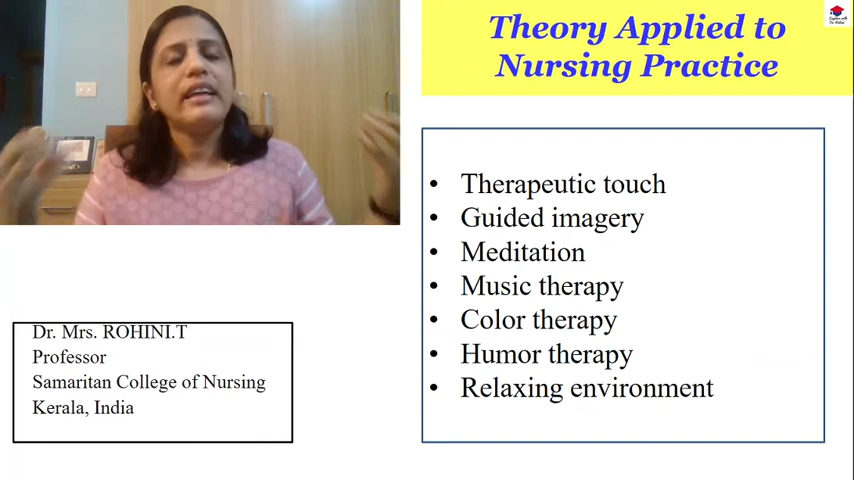 Theory Applied to
Nursing Practice
• Therapeutic touch
• Guided imagery
• Meditation
• Music therapy
• Color therapy
• Humor therapy
• Relaxing environment
Dr. Mrs. ROHINI.T
Professor
Samaritan College of Nursing
Kerala, India